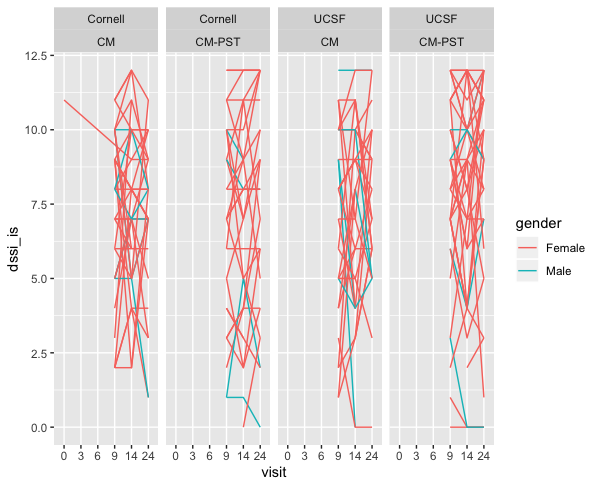 Cornell Cornell UCSF UCSF
CM CM-PST CM CM-PST
12.5
10.0
7.5
5.0
2.5
0.0
dssi_is
0 3 6 9 14 24 0 3 6 9 14 24 0 3 6 9 14 24 0 3 6 9 14 24
visit
gender
Female
Male